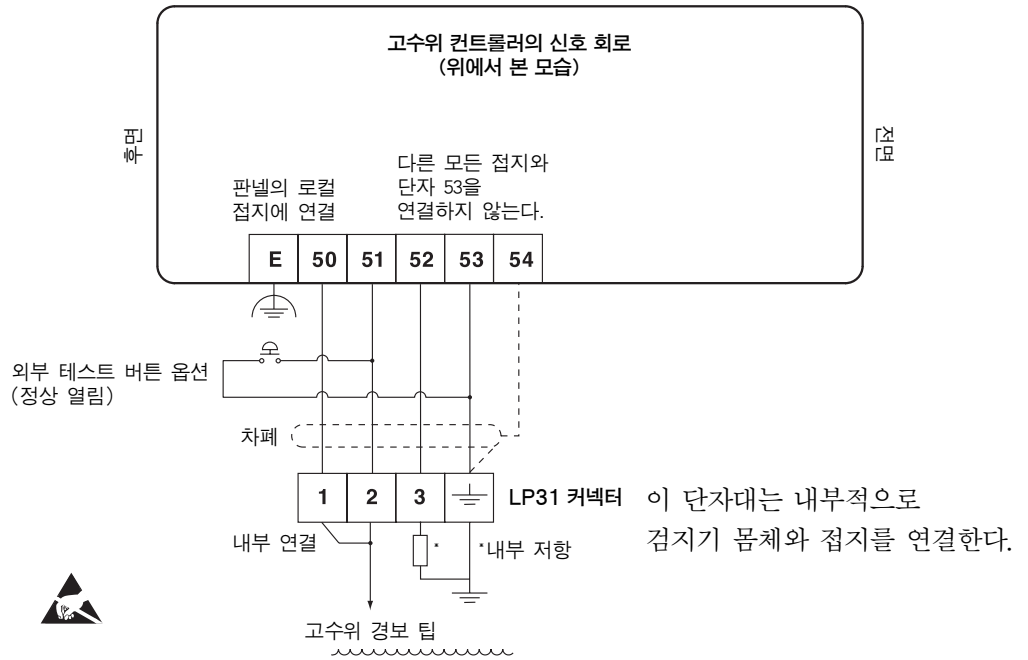 고수위 컨트롤러의 신호 회로
(위에서 본 모습)
후면
전면
판넬의 로컬
접지에 연결
다른 모든 접지와
단자 53을
연결하지 않는다.
E 50 51 52 53 54
외부 테스트 버튼 옵션
(정상 열림)
차폐
1 2 3
LP31 커넥터
이 단자대는 내부적으로
검지기 몸체와 접지를 연결한다.
내부 연결
*
*내부 저항
고수위 경보 팁